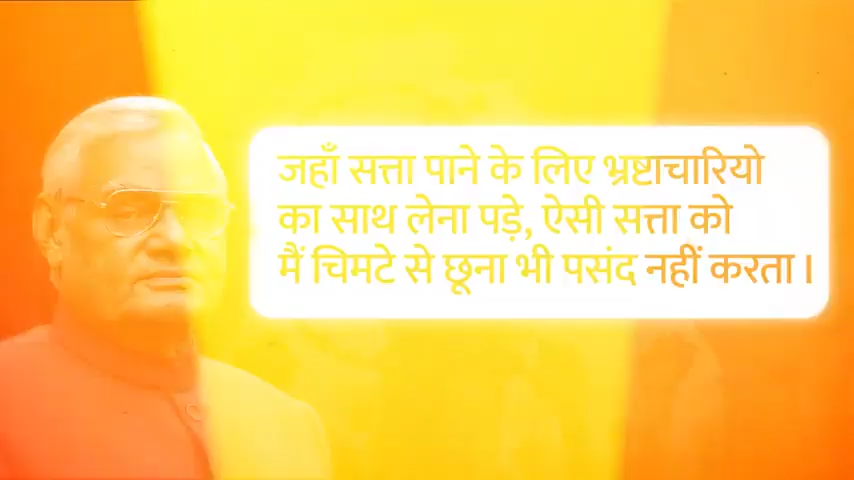 जहाँ सत्ता पाने के लिए भ्रष्टाचारियो
का साथ लेना पड़े, ऐसी सत्ता को
मैं चिमटे से छूना भी पसंद नहीं करता ।